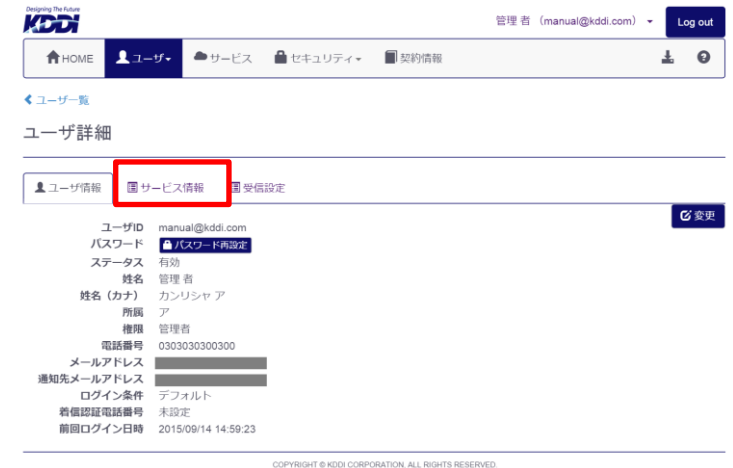 Designing The Future
KDDI
管理 者 （manual@kddi.com） Log out
HOME ユーザ サービス セキュリティ 契約情報
ユーザ一覧
ユーザ詳細
ユーザ情報 サービス情報 受信設定
変更
ユーザID manual@kddi.com
パスワード パスワード再設定
ステータス 有効
姓名 管理 者
姓名（カナ） カンリシャ ア
所属 ア
権限 管理者
電話番号 0303030300300
メールアドレス
通知先メールアドレス
ログイン条件 デフォルト
着信認証電話番号 未設定
前回ログイン日時 2015/09/14 14:59:23
COPYRIGHT © KDDI CORPORATION. ALL RIGHTS RESERVED.